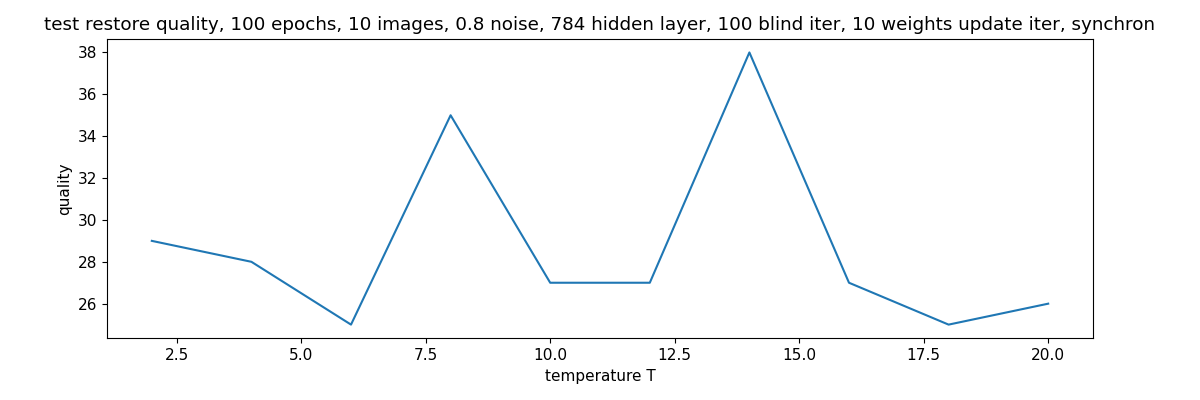 test restore quality, 100 epochs, 10 images, 0.8 noise, 784 hidden layer, 100 blind iter, 10 weights update iter, synchron
38
36
34
32
30
28
26
quality
2.5 5.0 7.5 10.0 12.5 15.0 17.5 20.0
temperature T